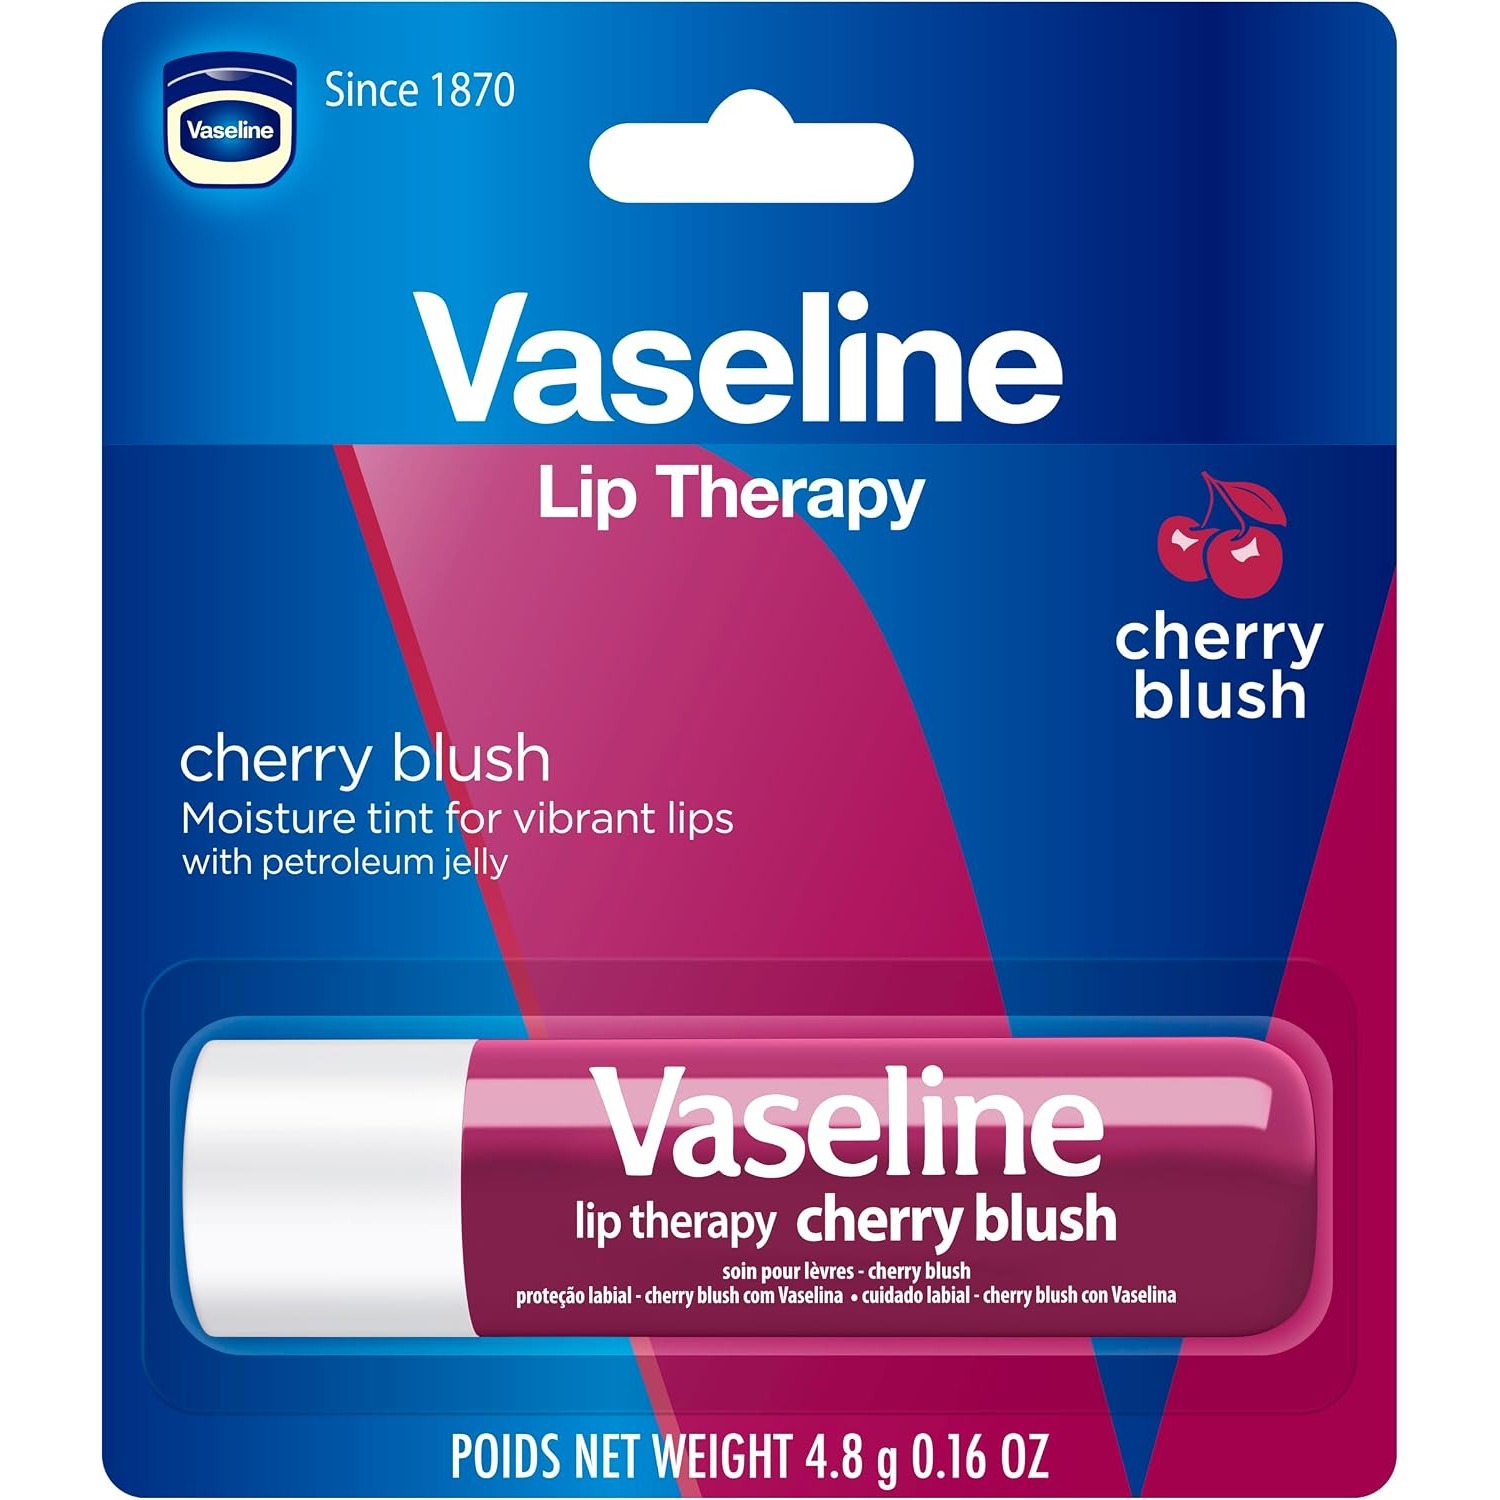 Vaseline
Since 1870
Vaseline
Lip Therapy
cherry
blush
cherry blush
Moisture tint for vibrant lips
with petroleum jelly
Vaseline
lip therapy cherry blush
soin pour lèvres - cherry blush
proteção labial - cherry blush com Vaselina • cuidado labial - cherry blush con Vaselina
POIDS NET WEIGHT 4.8 g 0.16 OZ